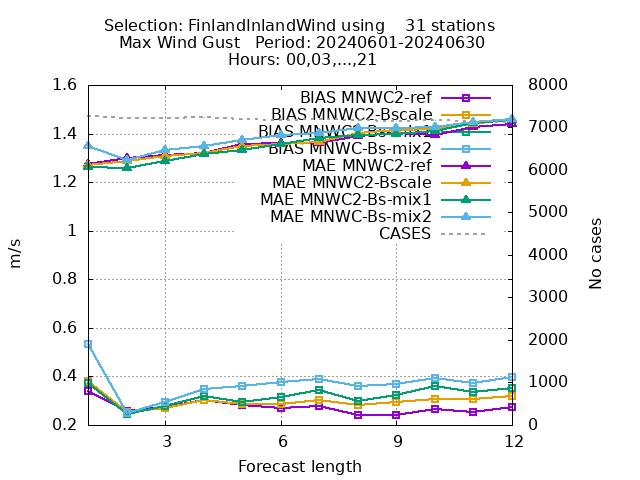 Selection: FinlandInlandWind using    31 stations
Max Wind Gust   Period: 20240601-20240630
Hours: 00,03,...,21
1.6
1.4
1.2
1
0.8
0.6
0.4
0.2
m/s
8000
7000
6000
5000
4000
3000
2000
1000
0
No cases
BIAS MNWC2-ref
BIAS MNWC2-Bscale
BIAS MNWC-Bs-mix2
MAE MNWC2-ref
MAE MNWC2-Bscale
MAE MNWC2-Bs-mix1
MAE MNWC-Bs-mix2
CASES
3
6
9
12
Forecast length